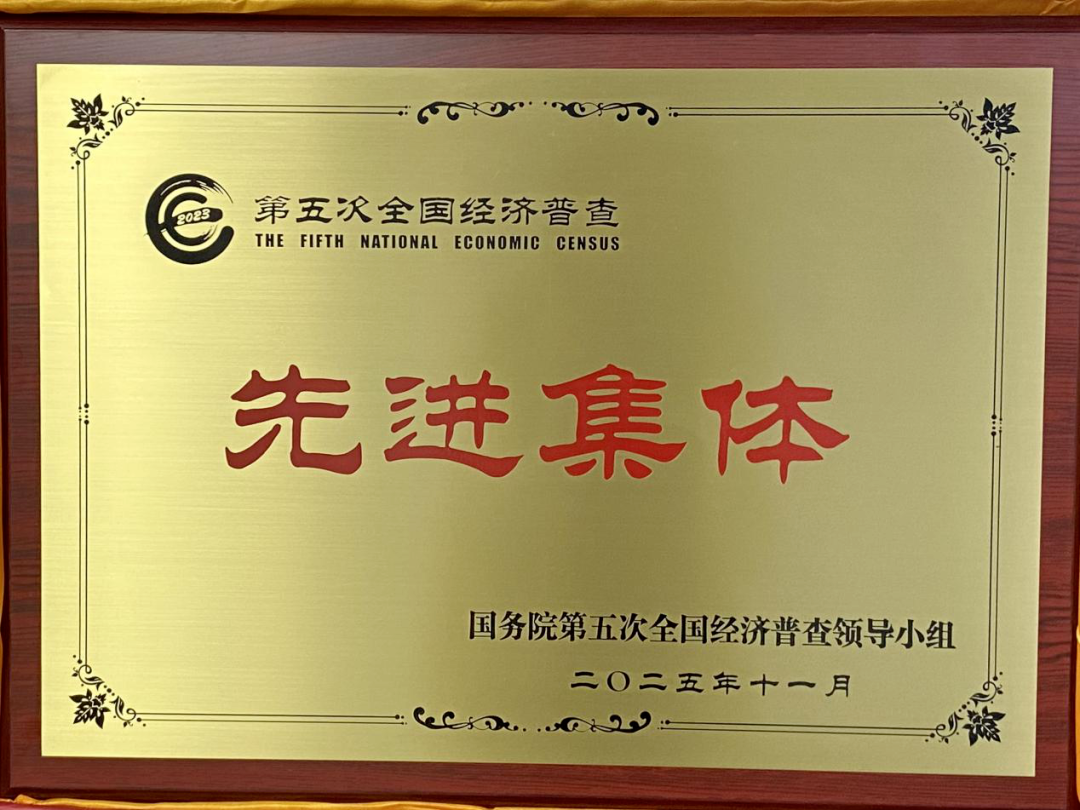 2023
第五次全国经济普查
THE FIFTH NATIONAL ECONOMIC CENSUS
先进集体
国务院第五次全国经济普查领导小组
二〇二五年十一月